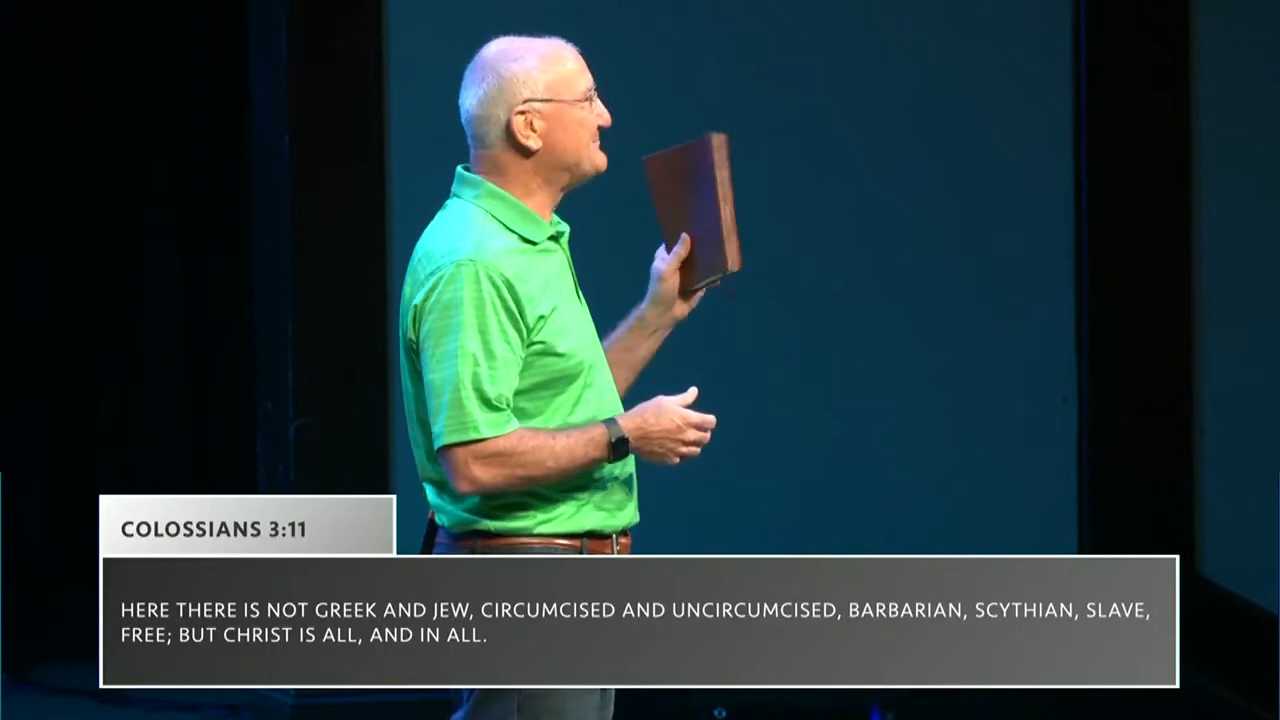 COLOSSIANS 3:11
HERE THERE IS NOT GREEK AND JEW, CIRCUMCISED AND UNCIRCUMCISED, BARBARIAN, SCYTHIAN, SLAVE,
FREE; BUT CHRIST IS ALL, AND IN ALL.